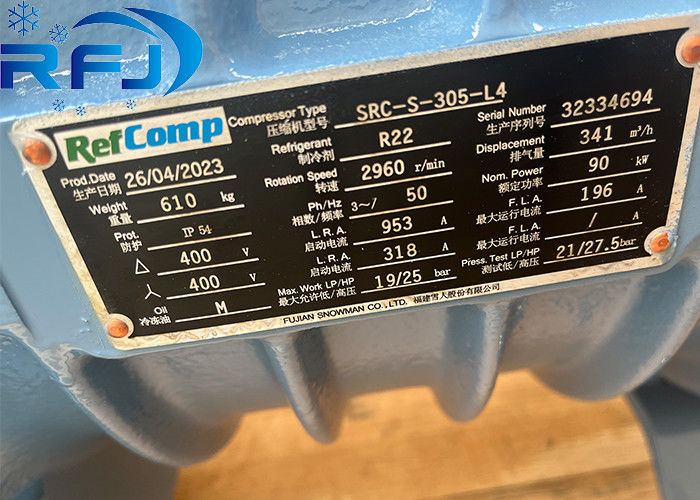 RFJ
RefComp
Compressor Type SRC-S-305-L4
压缩机型号
Serial Number 32334694
生产序列号
Prod.Date 26/04/2023
生产日期
Refrigerant R22
制冷剂
Displacement 341 m³/h
排气量
Weight 610 kg
重量
Rotation Speed 2960 r/min
转速
Nom. Power 90 kW
额定功率
Prot. IP 54
防护
Ph/Hz 3~/ 50
相数/频率
F.L.A. 196 A
最大运行电流
△ 400 V
L.R.A. 953 A
启动电流
F.L.A. / A
最大运行电流
Y 400 V
L.R.A. 318 A
启动电流
Press. Test LP/HP 21/27.5bar
测试低/高压
Oil M
冷冻油
Max. Work LP/HP 19/25 bar
最大允许低/高压
FUJIAN SNOWMAN CO., LTD. 福建雪人股份有限公司